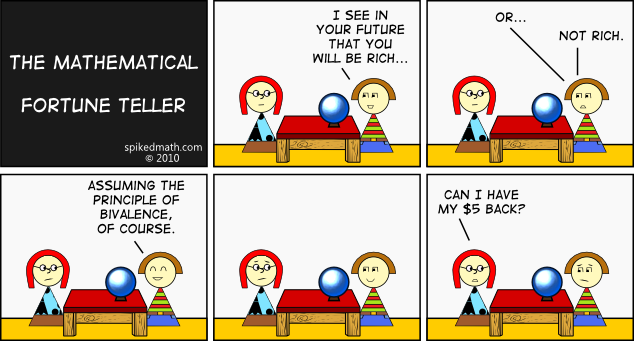 THE MATHEMATICAL
FORTUNE TELLER
spikedmath.com
© 2010
I SEE IN
YOUR FUTURE
THAT YOU
WILL BE RICH...
OR...
NOT RICH.
ASSUMING THE
PRINCIPLE OF
BIVALENCE,
OF COURSE.
CAN I HAVE
MY $5 BACK?